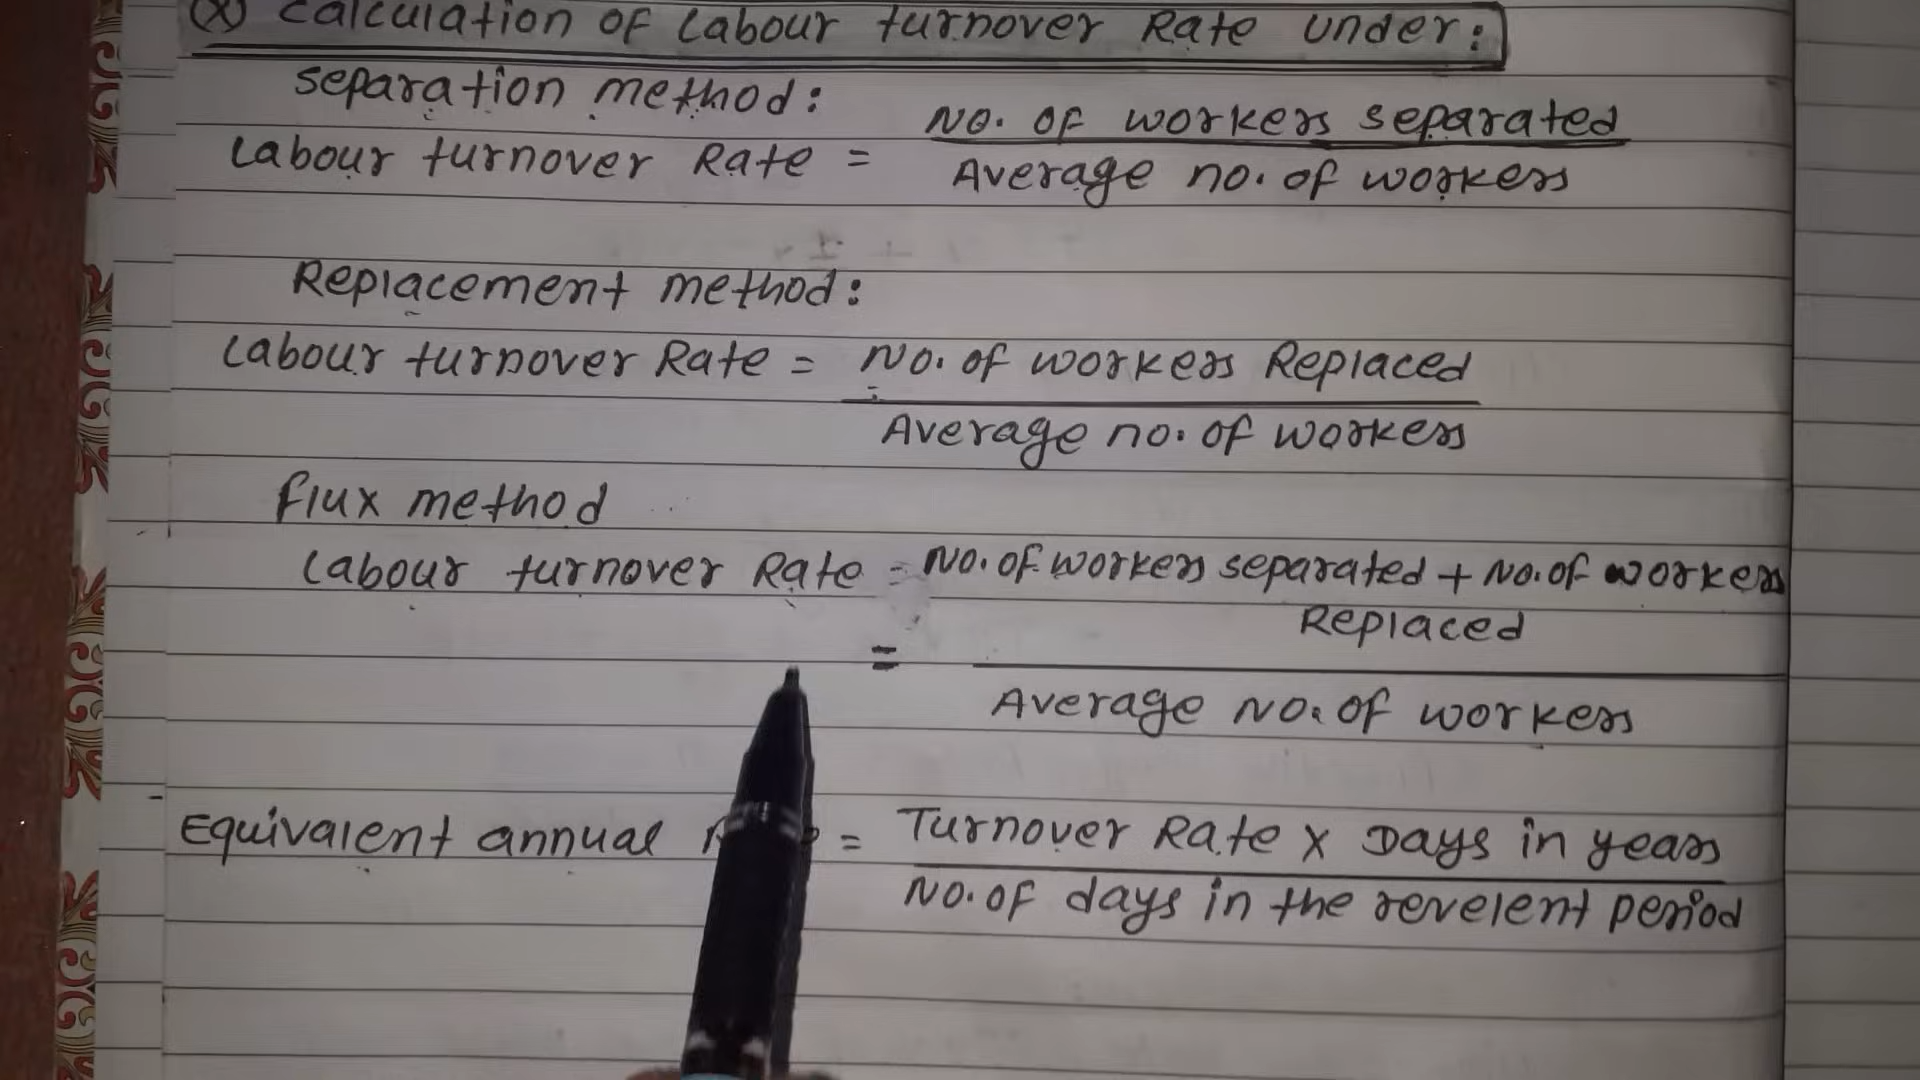 (X) Calculation of Labour turnover Rate under:
Separation method:
Labour turnover Rate = No. of workers separated
Average no. of workers
Replacement method:
Labour turnover Rate = No. of workers Replaced
Average no. of workers
flux method
Labour turnover Rate = No. of workers separated + No. of workers
Replaced
=
Average No. of workers
Equivalent annual = Turnover Rate X Days in years
No. of days in the revelent period